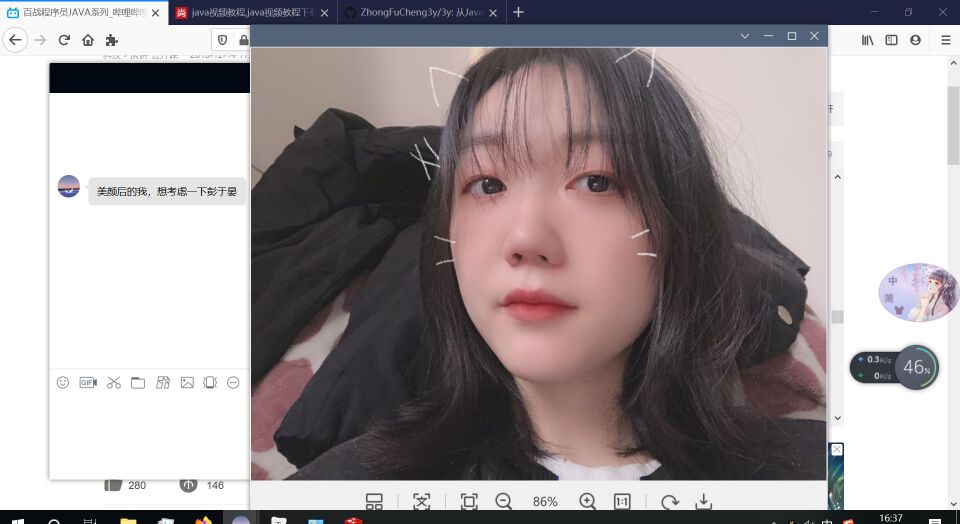 百战程序员JAVA系列_哔哩哔
java视频教程,java视频教程下
ZhongFuCheng3y/3y: 从Java
美颜后的我，想考虑一下彭于晏
GIF
280
146
86%
1:1
中
简
0.3K/s
0K/s
46%
16:37